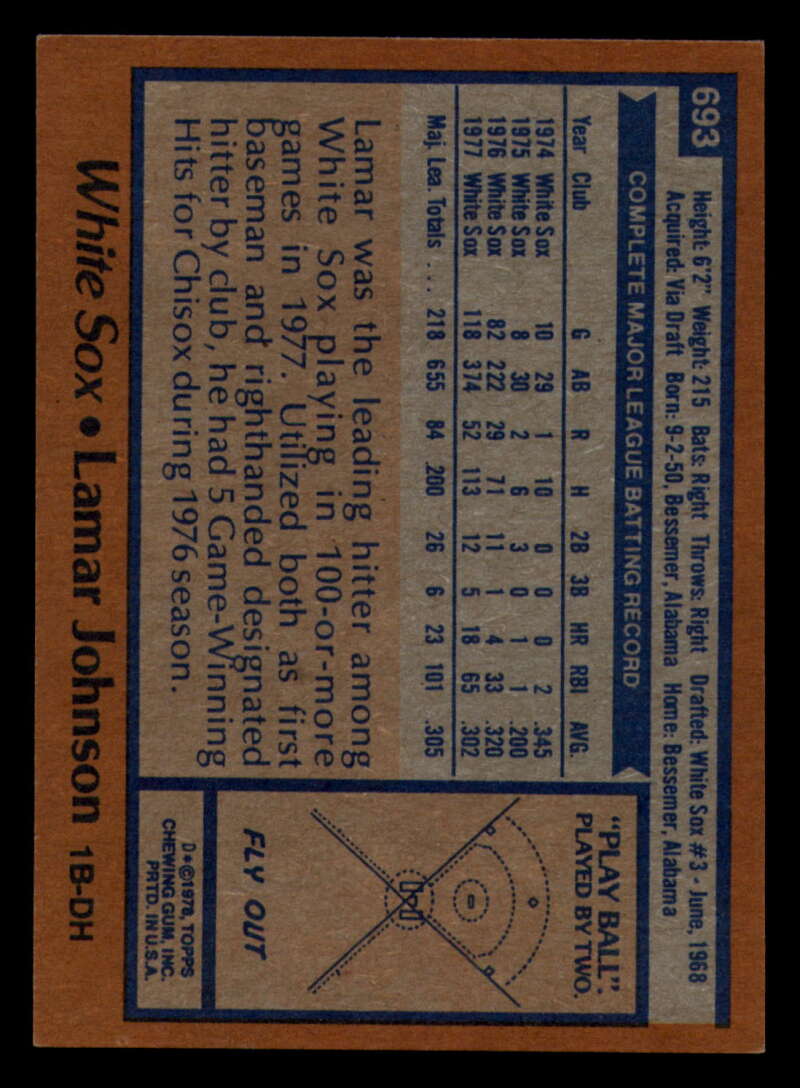 693
Height: 6'2" Weight: 215 Bats: Right Throws: Right Drafted: White Sox #3 - June, 1968
Acquired: Via Draft Born: 9-2-50, Bessemer, Alabama Home: Bessemer, Alabama
COMPLETE MAJOR LEAGUE BATTING RECORD
Year Club G AB R H 2B 3B HR RBI AVG.
1974 White Sox 10 29 1 10 0 0 0 2 .345
1975 White Sox 8 30 2 6 3 0 1 1 .200
1976 White Sox 82 222 29 71 11 1 4 33 .320
1977 White Sox 118 374 52 113 12 5 18 65 .302
Maj. Lea. Totals . . . 218 655 84 200 26 6 23 101 .305
Lamar was the leading hitter among
White Sox playing in 100-or-more
games in 1977. Utilized both as first
baseman and righthanded designated
hitter by club, he had 5 Game-Winning
Hits for Chisox during 1976 season.
"PLAY BALL".
PLAYED BY TWO.
FLY OUT
D*©1978, TOPPS
CHEWING GUM, INC.
PRTD. IN U.S.A.
White Sox • Lamar Johnson 1B-DH